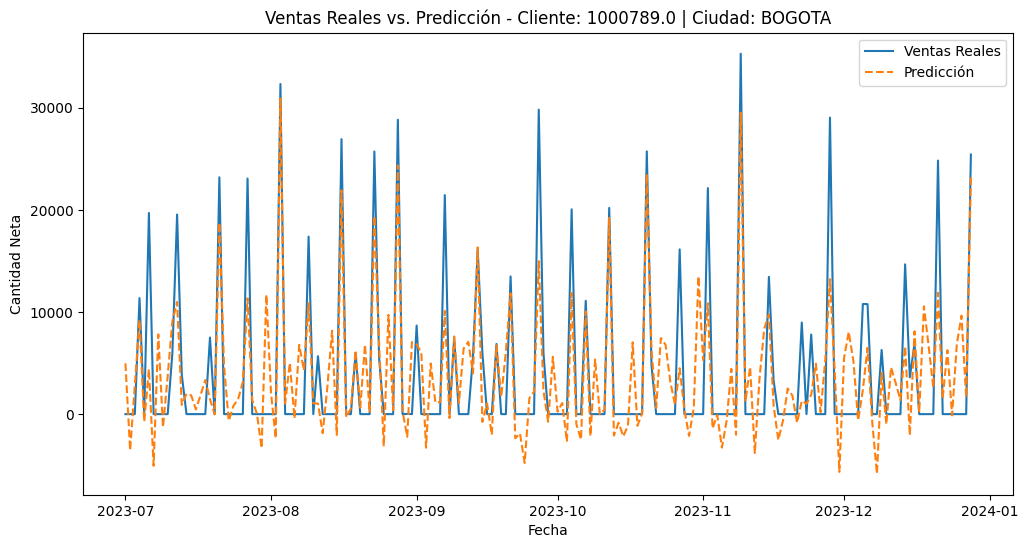 Ventas Reales vs. Predicción - Cliente: 1000789.0 | Ciudad: BOGOTA
Ventas Reales
Predicción
Cantidad Neta
30000
20000
10000
0
2023-07
2023-08
2023-09
2023-10
2023-11
2023-12
2024-01
Fecha